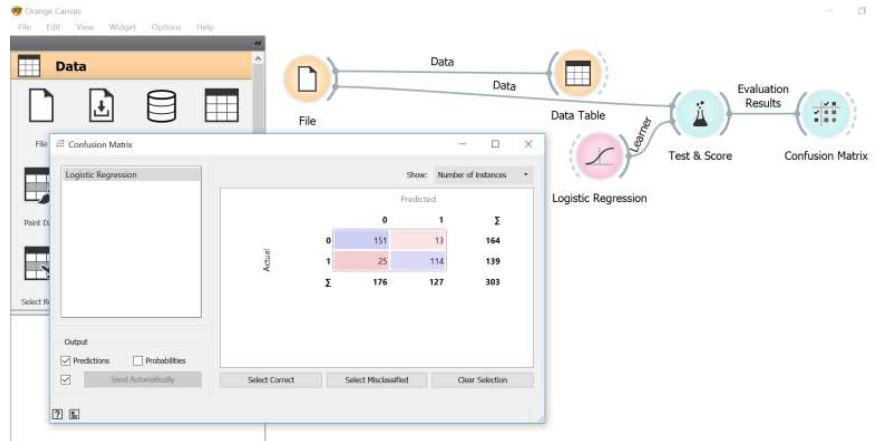 Orange Canvas
File Edit View Widget Options Help
Data
File
Paint D
Select R
Confusion Matrix
Logistic Regression
Show: Number of instances
Predicted
0 1 Σ
Actual
0 151 13 164
1 25 114 139
Σ 176 127 303
Output
Predictions Probabilities
Send Automatically
Select Correct Select Misclassified Clear Selection
File
Data
Data
Data Table
Learner
Logistic Regression
Test & Score
Evaluation
Results
Confusion Matrix